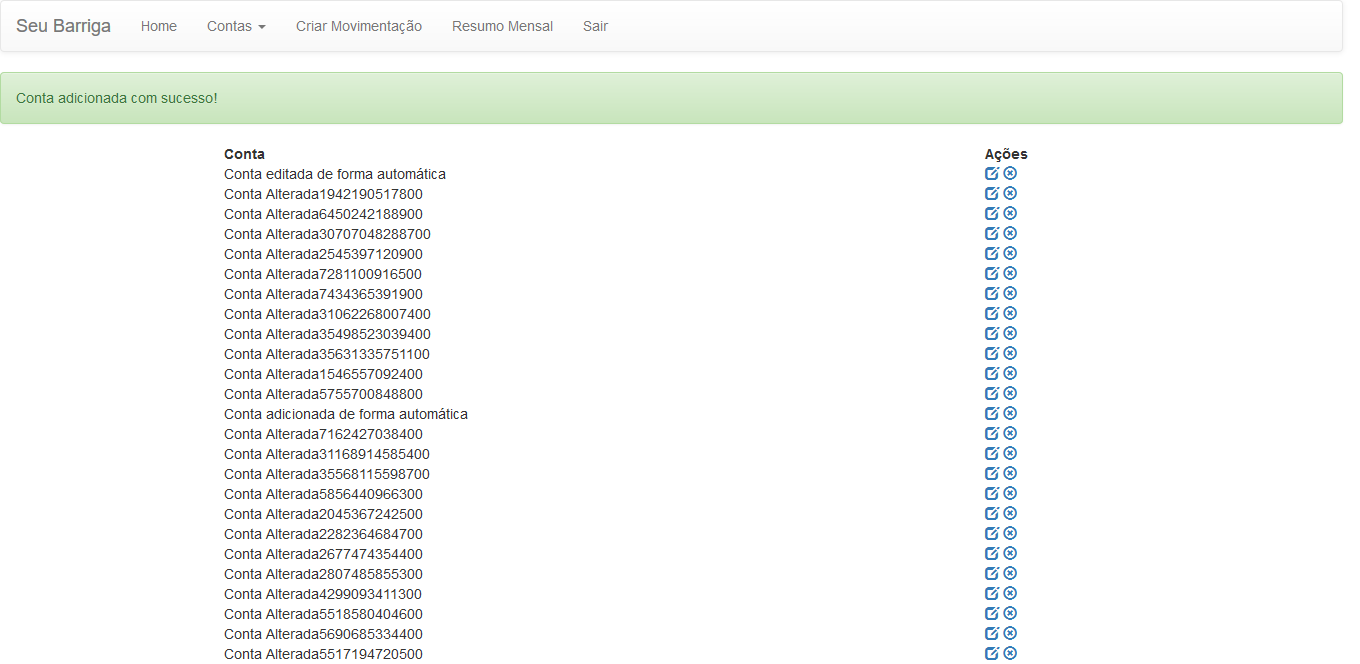 Seu Barriga Home Contas Criar Movimentação Resumo Mensal Sair
Conta adicionada com sucesso!
Conta Ações
Conta editada de forma automática
Conta Alterada1942190517800
Conta Alterada6450242188900
Conta Alterada30707048288700
Conta Alterada2545397120900
Conta Alterada7281100916500
Conta Alterada7434365391900
Conta Alterada31062268007400
Conta Alterada35498523039400
Conta Alterada35631335751100
Conta Alterada1546557092400
Conta Alterada5755700848800
Conta adicionada de forma automática
Conta Alterada7162427038400
Conta Alterada31168914585400
Conta Alterada35568115598700
Conta Alterada5856440966300
Conta Alterada2045367242500
Conta Alterada2282364684700
Conta Alterada2677474354400
Conta Alterada2807485855300
Conta Alterada4299093411300
Conta Alterada5518580404600
Conta Alterada5690685334400
Conta Alterada5517194720500